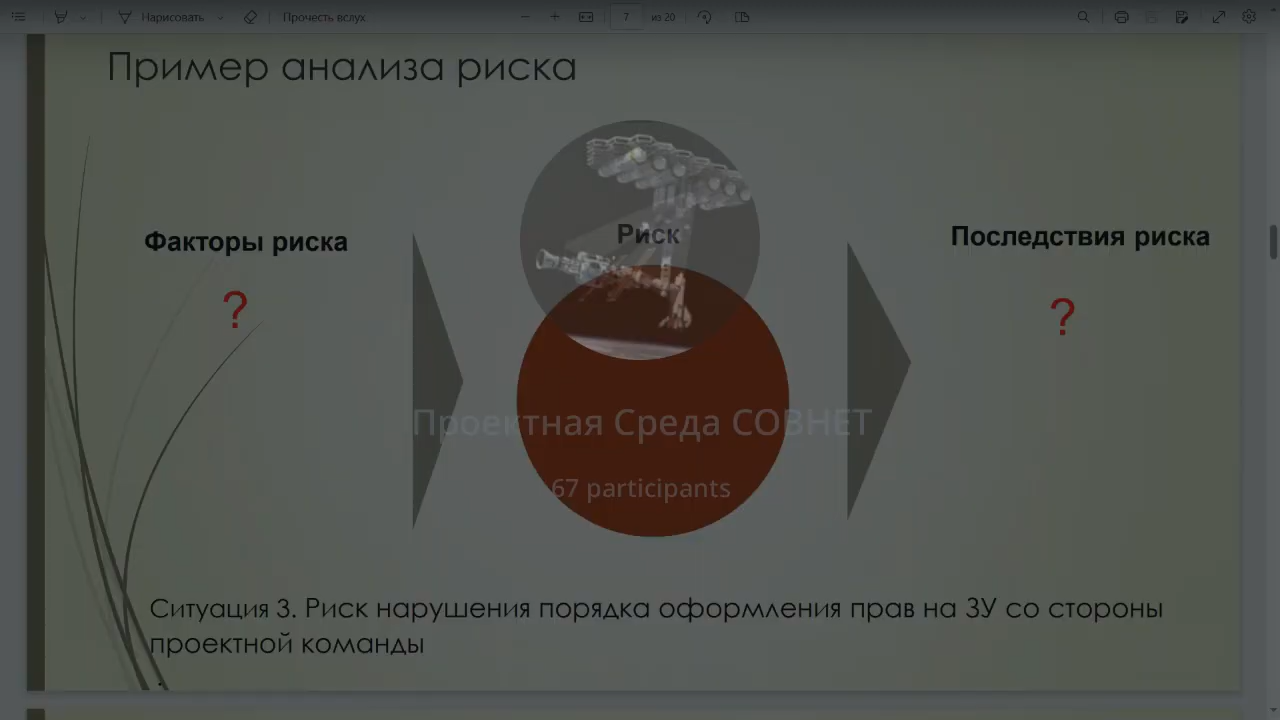 Нарисовать
Прочесть вслух
7
из 20
Пример анализа риска
Факторы риска
?
Риск
Последствия риска
?
Проектная Среда СОВНЕТ
67 participants
Ситуация 3. Риск нарушения порядка оформления прав на ЗУ со стороны
проектной команды